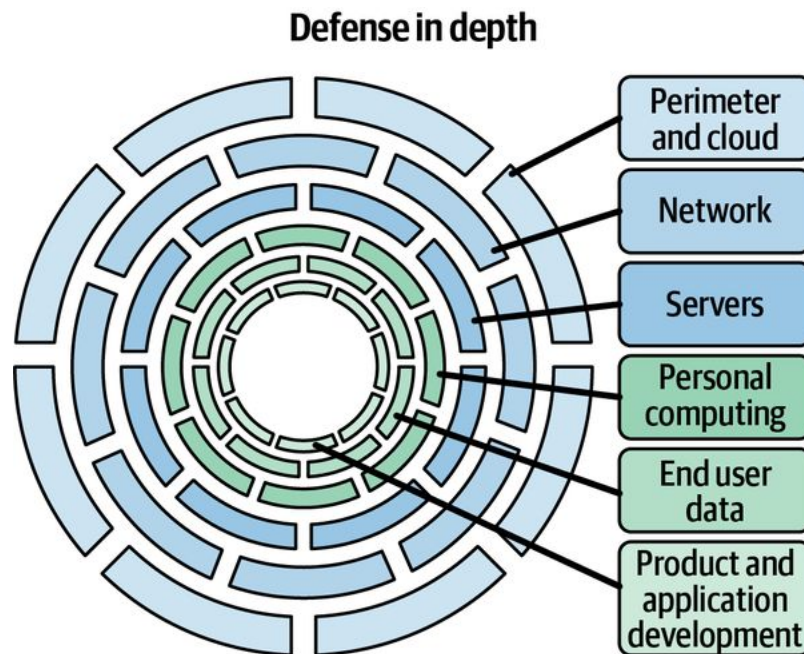 Defense in depth
Perimeter
and cloud
Network
Servers
Personal
computing
End user
data
Product and
application
development